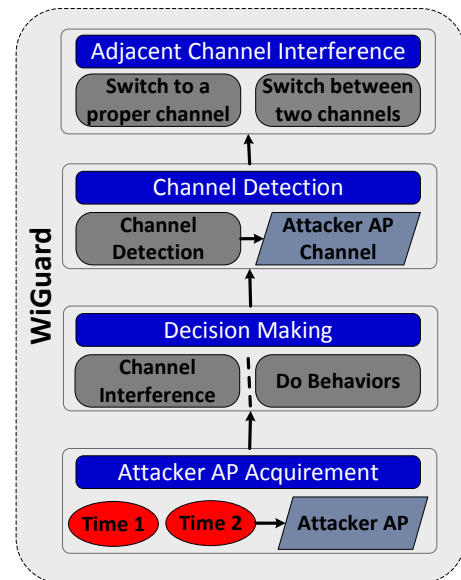 WiGuard
Adjacent Channel Interference
Switch to a
proper channel
Switch between
two channels
Channel Detection
Channel
Detection
Attacker AP
Channel
Decision Making
Channel
Interference
Do Behaviors
Attacker AP Acquirement
Time 1
Time 2
Attacker AP